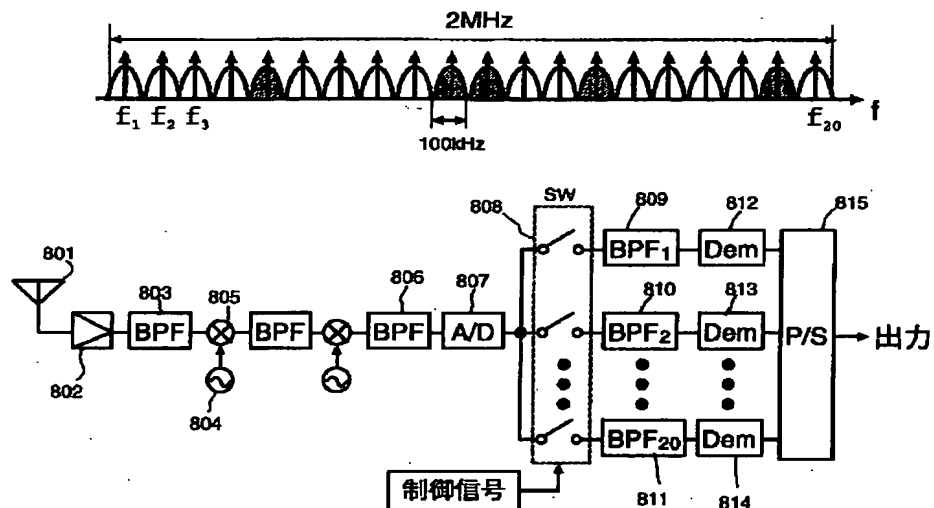 2MHz
f1 f2 f3 f20 f
100kHz
SW
808 809 812 815
801 803 805 806 807
BPF1 Dem
810 813
BPF BPF BPF A/D BPF2 Dem P/S 出力
802 804
BPF20 Dem
制御信号 811 814